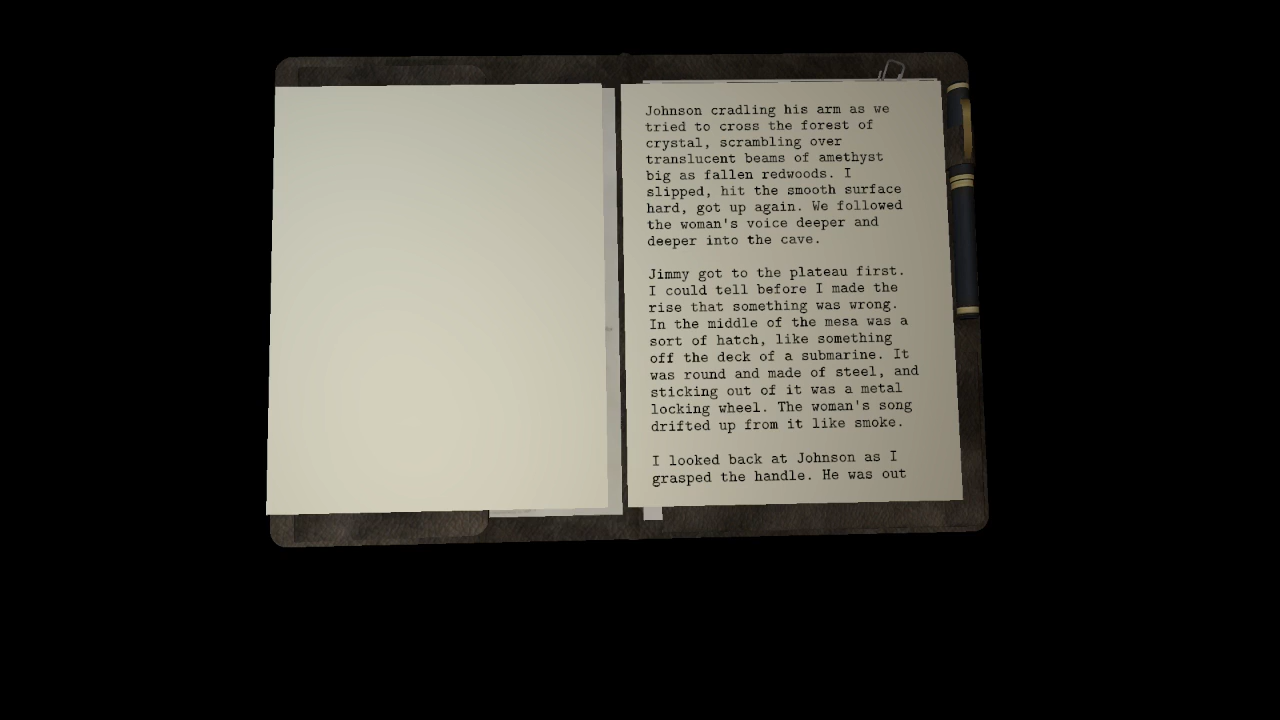 Johnson cradling his arm as we
tried to cross the forest of
crystal, scrambling over
translucent beams of amethyst
big as fallen redwoods. I
slipped, hit the smooth surface
hard, got up again. We followed
the woman's voice deeper and
deeper into the cave.
Jimmy got to the plateau first.
I could tell before I made the
rise that something was wrong.
In the middle of the mesa was a
sort of hatch, like something
off the deck of a submarine. It
was round and made of steel, and
sticking out of it was a metal
locking wheel. The woman's song
drifted up from it like smoke.
I looked back at Johnson as I
grasped the handle. He was out